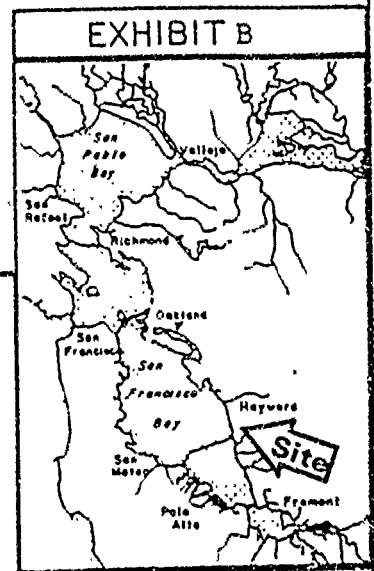 EXHIBIT B
San
Pablo
Bay
Vallejo
San
Rafael
Richmond
Oakland
San
Francisco
San
Francisco
Bay
Hayward
Site
San
Mateo
Fremont
Palo
Alto